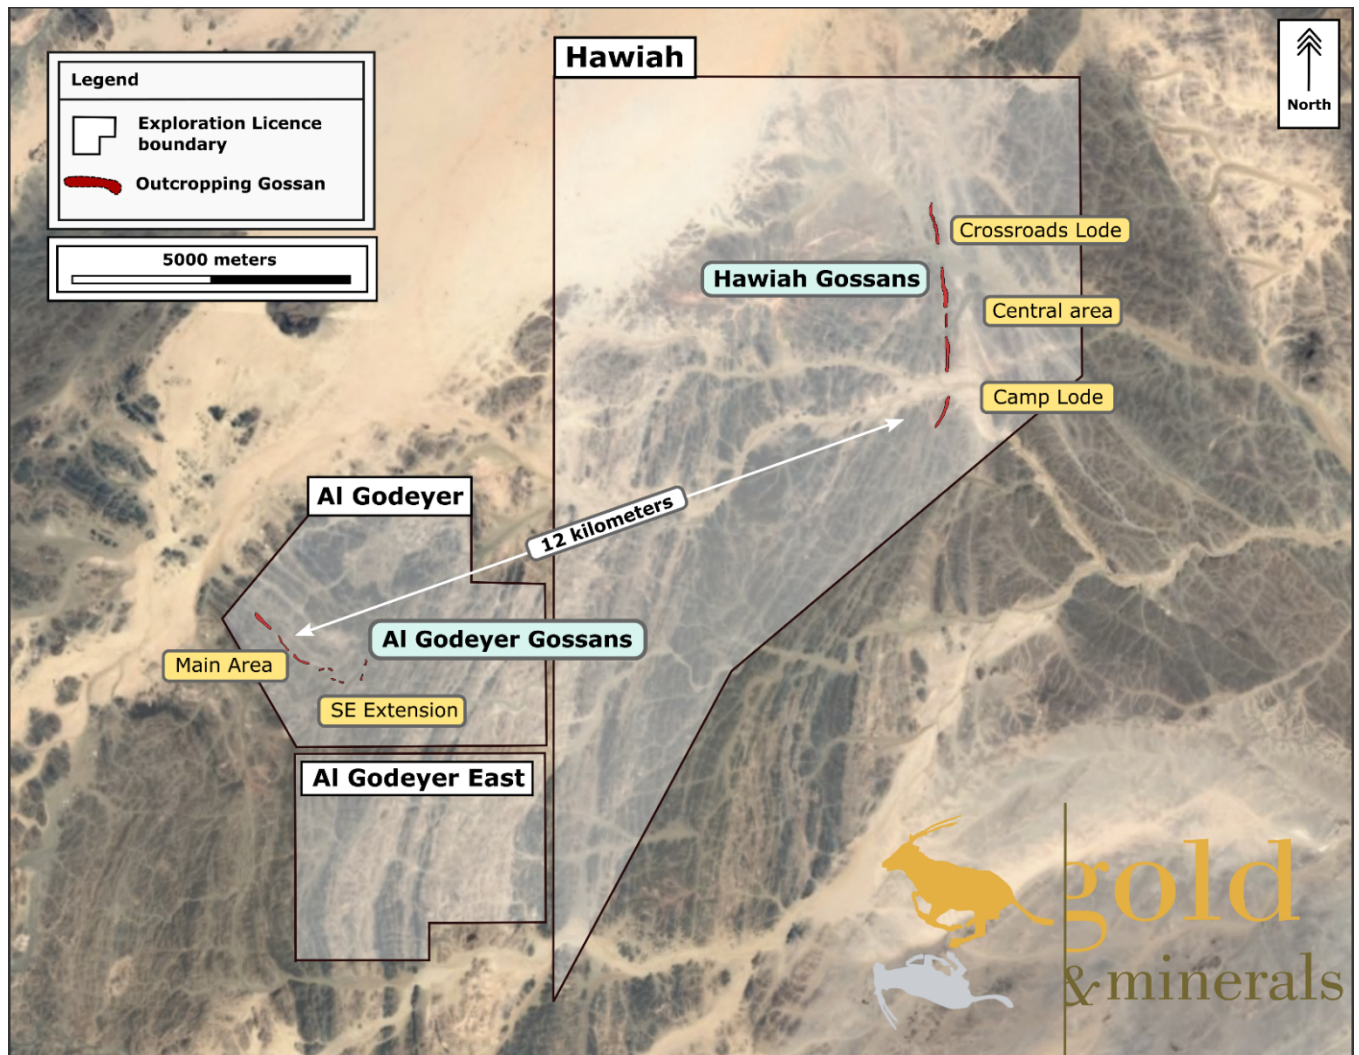 Hawiah
Legend
Exploration Licence
boundary
Outcropping Gossan
North
5000 meters
Crossroads Lode
Hawiah Gossans
Central area
Camp Lode
Al Godeyer
12 kilometers
Al Godeyer Gossans
Main Area
SE Extension
Al Godeyer East
gold
&minerals